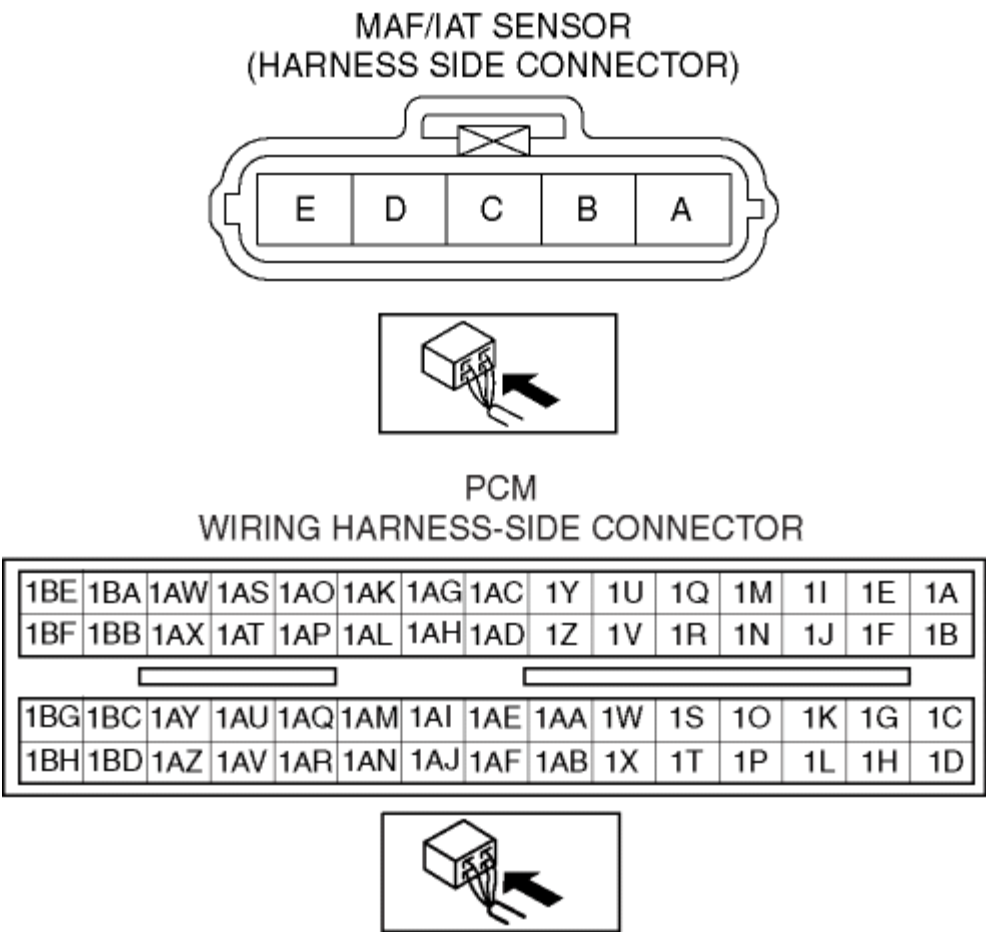 MAF/IAT SENSOR
(HARNESS SIDE CONNECTOR)
E D C B A
PCM
WIRING HARNESS-SIDE CONNECTOR
1BE 1BA 1AW 1AS 1AO 1AK 1AG 1AC 1Y 1U 1Q 1M 1I 1E 1A
1BF 1BB 1AX 1AT 1AP 1AL 1AH 1AD 1Z 1V 1R 1N 1J 1F 1B
1BG 1BC 1AY 1AU 1AQ 1AM 1AI 1AE 1AA 1W 1S 1O 1K 1G 1C
1BH 1BD 1AZ 1AV 1AR 1AN 1AJ 1AF 1AB 1X 1T 1P 1L 1H 1D